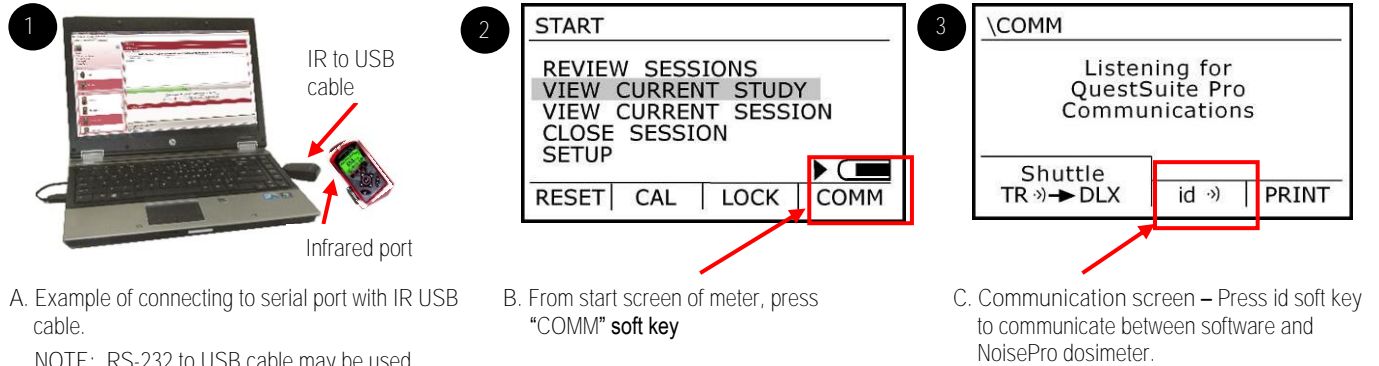 1
IR to USB
cable
Infrared port
A. Example of connecting to serial port with IR USB
cable.
NOTE: RS-232 to USB cable may be used
2
START
REVIEW SESSIONS
VIEW CURRENT STUDY
VIEW CURRENT SESSION
CLOSE SESSION
SETUP
RESET CAL LOCK COMM
B. From start screen of meter, press
"COMM" soft key
3
\COMM
Listening for
QuestSuite Pro
Communications
Shuttle
TR → DLX id PRINT
C. Communication screen – Press id soft key
to communicate between software and
NoisePro dosimeter.